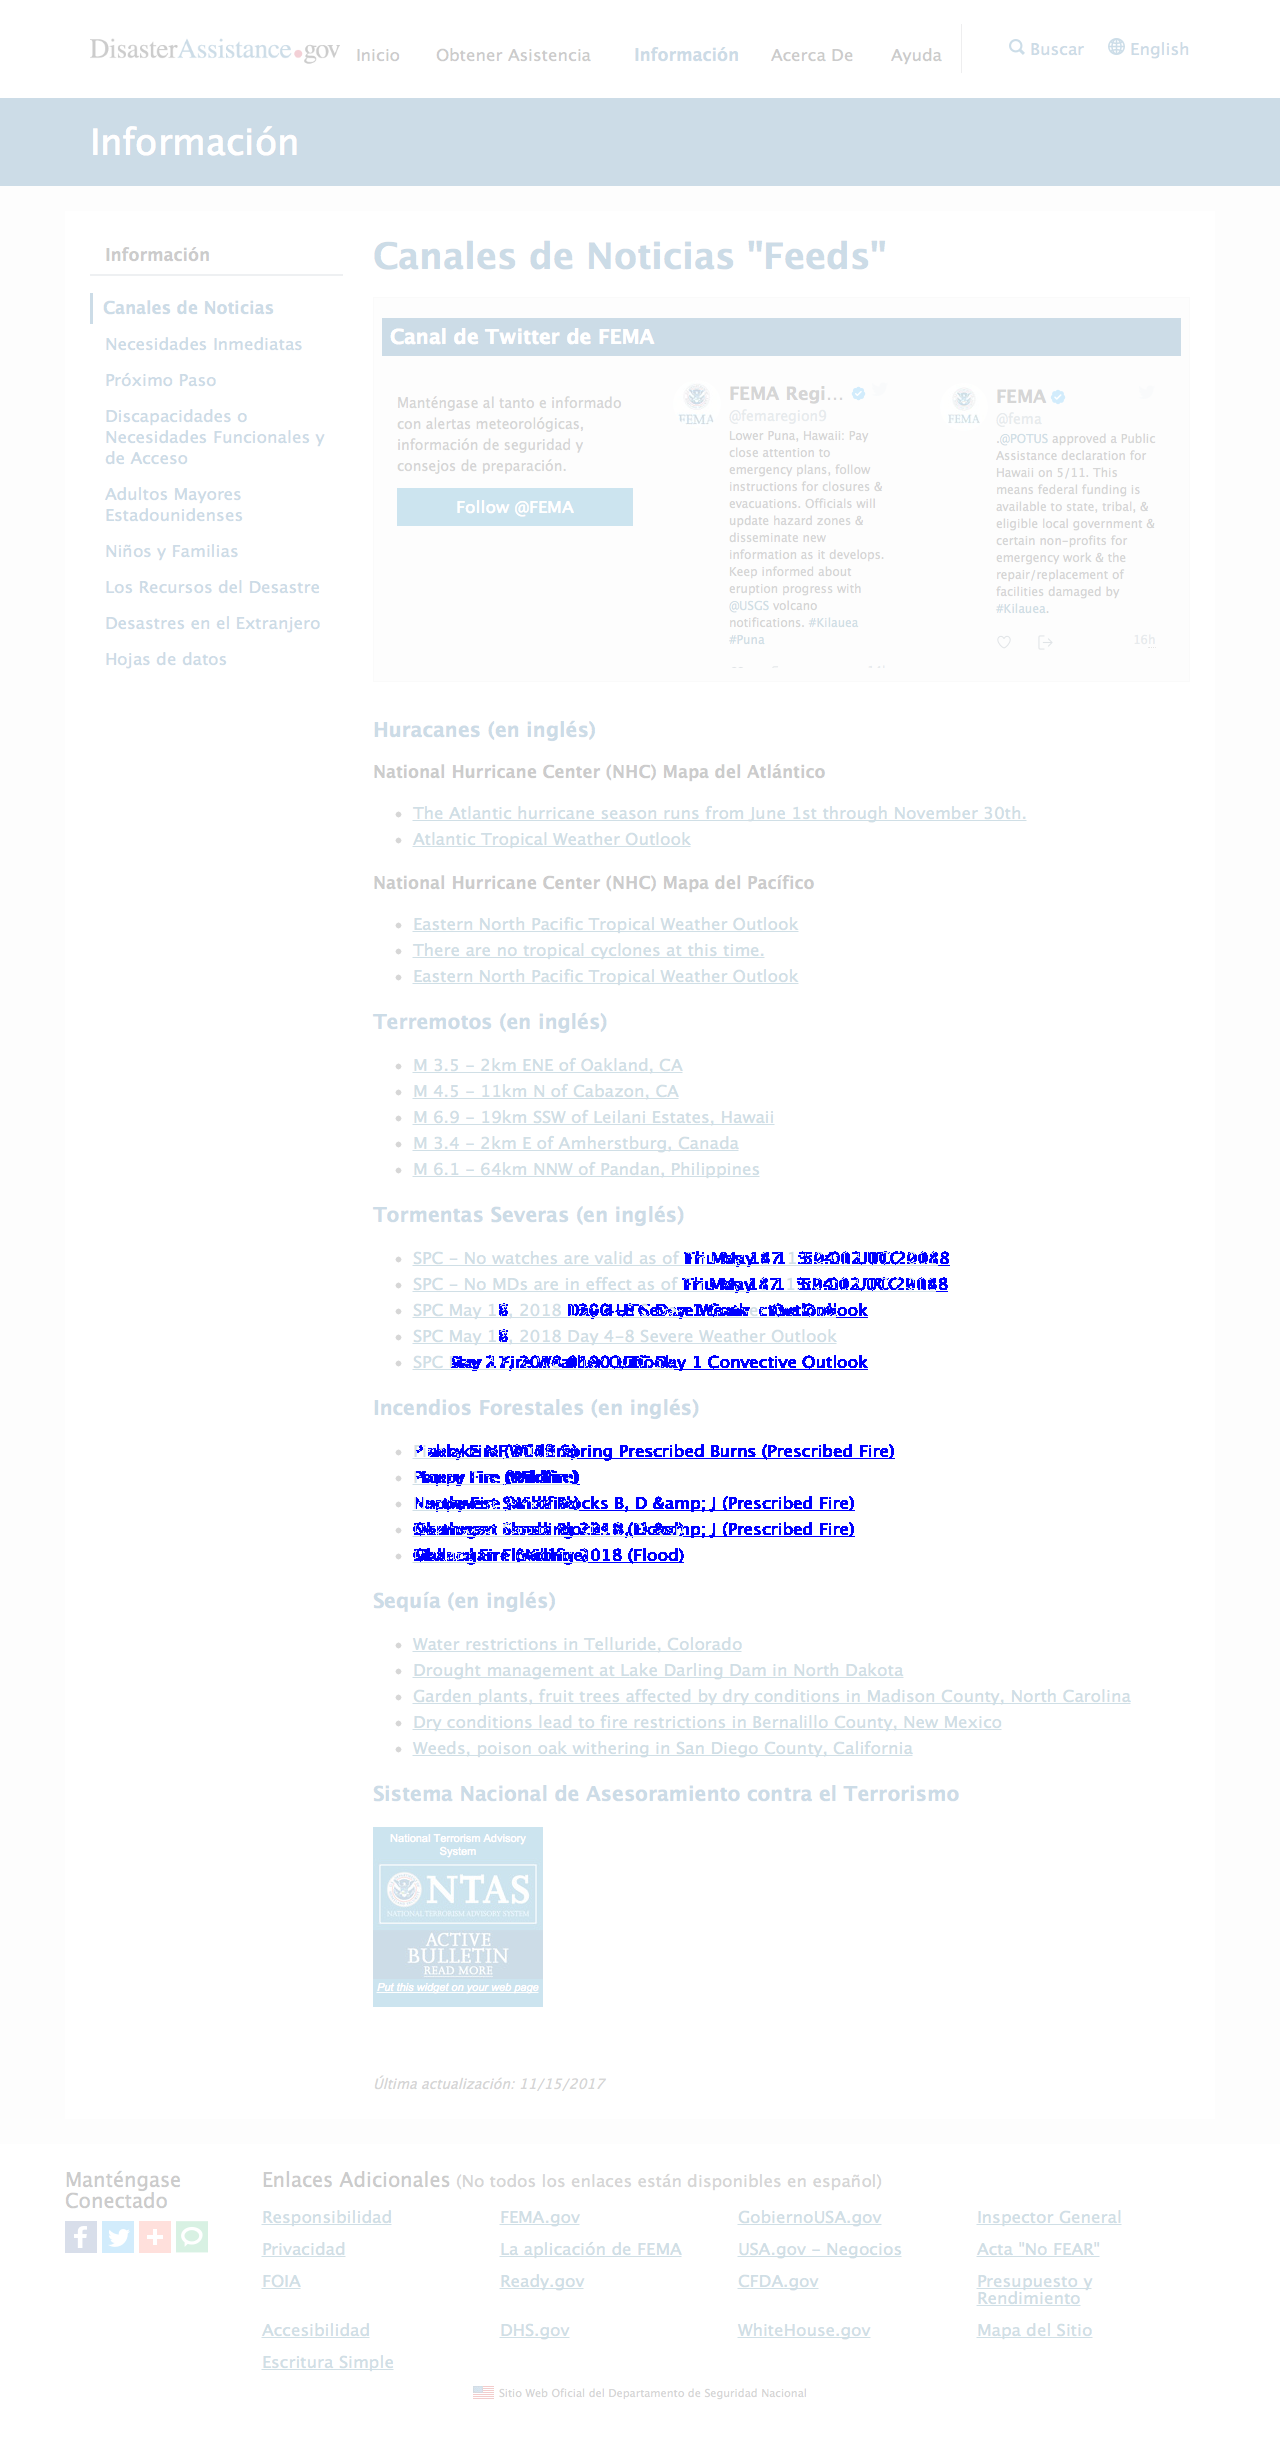 DisasterAssistance.gov
Inicio Obtener Asistencia Información Acerca De Ayuda Buscar English
Información
Información
Canales de Noticias
Necesidades Inmediatas
Próximo Paso
Discapacidades o
Necesidades Funcionales y
de Acceso
Adultos Mayores
Estadounidenses
Niños y Familias
Los Recursos del Desastre
Desastres en el Extranjero
Hojas de datos
Canales de Noticias "Feeds"
Canal de Twitter de FEMA
Manténgase al tanto e informado
con alertas meteorológicas,
información de seguridad y
consejos de preparación.
Follow @FEMA
FEMA
FEMA Regi...
@femaregion9
Lower Puna, Hawaii: Pay
close attention to
emergency plans, follow
instructions for closures &
evacuations. Officials will
update hazard zones &
disseminate new
information as it develops.
Keep informed about
eruption progress with
@USGS volcano
notifications. #Kilauea
#Puna
FEMA
FEMA
@fema
.@POTUS approved a Public
Assistance declaration for
Hawaii on 5/11. This
means federal funding is
available to state, tribal, &
eligible local government &
certain non-profits for
emergency work & the
repair/replacement of
facilities damaged by
#Kilauea.
16h
Huracanes (en inglés)
National Hurricane Center (NHC) Mapa del Atlántico
The Atlantic hurricane season runs from June 1st through November 30th.
Atlantic Tropical Weather Outlook
National Hurricane Center (NHC) Mapa del Pacífico
Eastern North Pacific Tropical Weather Outlook
There are no tropical cyclones at this time.
Eastern North Pacific Tropical Weather Outlook
Terremotos (en inglés)
M 3.5 - 2km ENE of Oakland, CA
M 4.5 - 11km N of Cabazon, CA
M 6.9 - 19km SSW of Leilani Estates, Hawaii
M 3.4 - 2km E of Amherstburg, Canada
M 6.1 - 64km NNW of Pandan, Philippines
Tormentas Severas (en inglés)
SPC - No watches are valid as of
SPC - No MDs are in effect as of
SPC May 2018 Outlook
SPC May 2018 Day 4-8 Severe Weather Outlook
SPC Day 1 Convective Outlook
Incendios Forestales (en inglés)
Spring Prescribed Burns (Prescribed Fire)
Fire
Blocks B, D &amp; J (Prescribed Fire)
J (Prescribed Fire)
2018 (Flood)
Sequía (en inglés)
Water restrictions in Telluride, Colorado
Drought management at Lake Darling Dam in North Dakota
Garden plants, fruit trees affected by dry conditions in Madison County, North Carolina
Dry conditions lead to fire restrictions in Bernalillo County, New Mexico
Weeds, poison oak withering in San Diego County, California
Sistema Nacional de Asesoramiento contra el Terrorismo
National Terrorism Advisory
System
NTAS
NATIONAL TERRORISM ADVISORY SYSTEM
ACTIVE
BULLETIN
READ MORE
Put this widget on your web page
Última actualización: 11/15/2017
Manténgase
Conectado
Enlaces Adicionales (No todos los enlaces están disponibles en español)
Responsibilidad FEMA.gov GobiernoUSA.gov Inspector General
Privacidad La aplicación de FEMA USA.gov - Negocios Acta "No FEAR"
FOIA Ready.gov CFDA.gov Presupuesto y
Rendimiento
Accesibilidad DHS.gov WhiteHouse.gov Mapa del Sitio
Escritura Simple
Sitio Web Oficial del Departamento de Seguridad Nacional